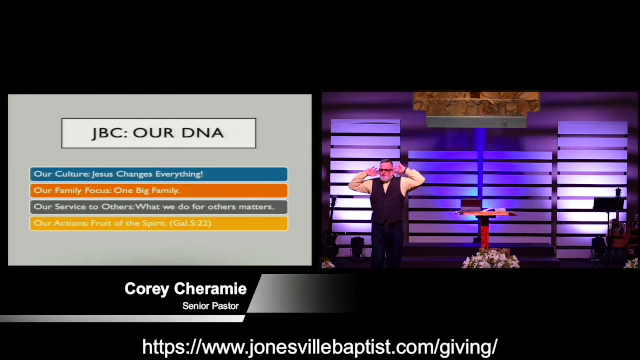 JBC: OUR DNA
Our Culture: Jesus Changes Everything!
Our Family Focus: One Big Family.
Our Service to Others: What we do for others matters.
Our Actions: Fruit of the Spirit. (Gal.5:22)
Corey Cheramie
Senior Pastor
https://www.jonesvillebaptist.com/giving/